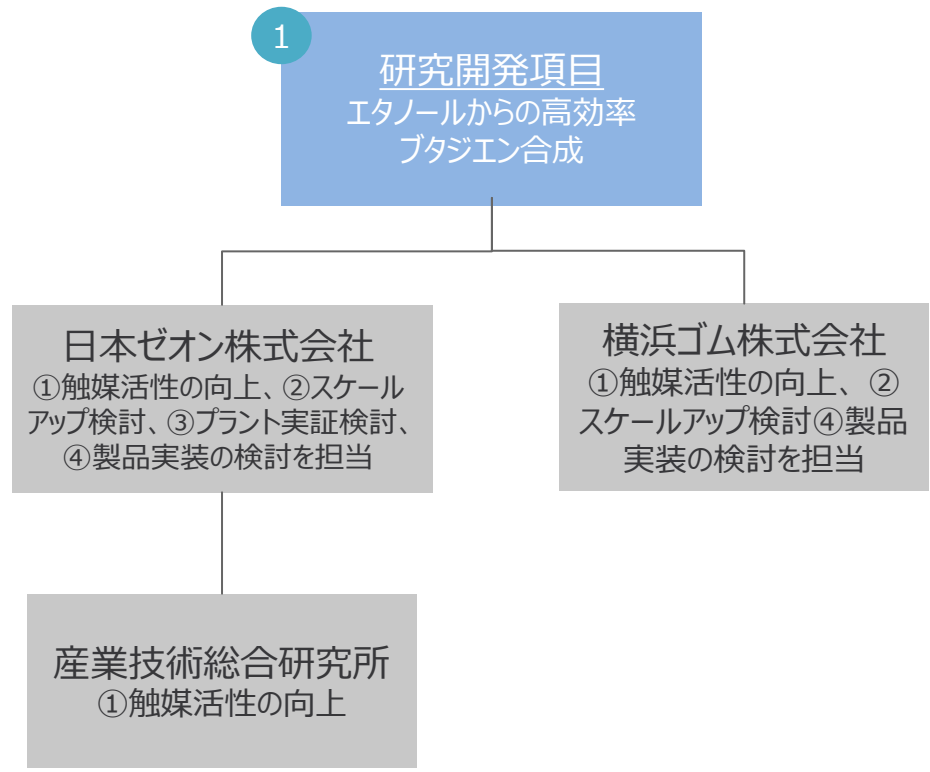 1
研究開発項目
エタノールからの高効率
ブタジエン合成
日本ゼオン株式会社
①触媒活性の向上、②スケール
アップ検討、③プラント実証検討、
④製品実装の検討を担当
横浜ゴム株式会社
①触媒活性の向上、②
スケールアップ検討④製品
実装の検討を担当
産業技術総合研究所
①触媒活性の向上